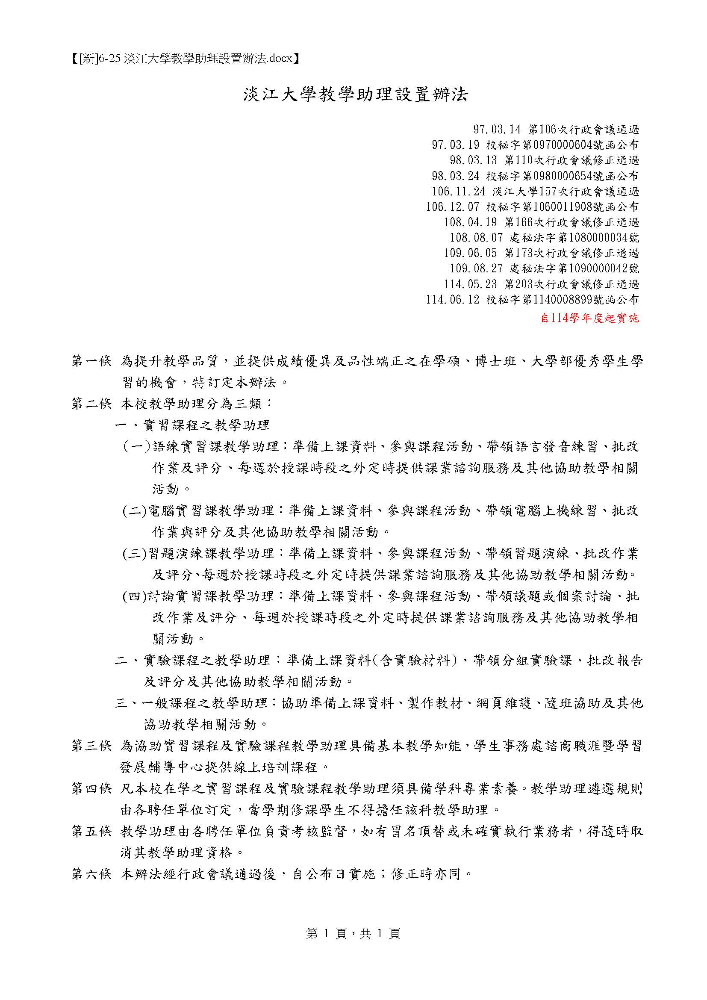 【[新]6-25 淡江大學教學助理設置辦法.docx】
淡江大學教學助理設置辦法
97.03.14 第106次行政會議通過
97.03.19 校秘字第0970000604號函公布
98.03.13 第110次行政會議修正通過
98.03.24 校秘字第0980000654號函公布
106.11.24 淡江大學157次行政會議通過
106.12.07 校秘字第1060011908號函公布
108.04.19 第166次行政會議修正通過
108.08.07 處秘法字第1080000034號
109.06.05 第173次行政會議修正通過
109.08.27 處秘法字第1090000042號
114.05.23 第203次行政會議修正通過
114.06.12 校秘字第1140008899號函公布
自114學年度起實施
第一條 為提升教學品質，並提供成績優異及品性端正之在學碩、博士班、大學部優秀學生學
習的機會，特訂定本辦法。
第二條 本校教學助理分為三類：
一、實習課程之教學助理
(一)語練實習課教學助理：準備上課資料、參與課程活動、帶領語言發音練習、批改
作業及評分、每週於授課時段之外定時提供課業諮詢服務及其他協助教學相關
活動。
(二)電腦實習課教學助理：準備上課資料、參與課程活動、帶領電腦上機練習、批改
作業與評分及其他協助教學相關活動。
(三)習題演練課教學助理：準備上課資料、參與課程活動、帶領習題演練、批改作業
及評分、每週於授課時段之外定時提供課業諮詢服務及其他協助教學相關活動。
(四)討論實習課教學助理：準備上課資料、參與課程活動、帶領議題或個案討論、批
改作業及評分、每週於授課時段之外定時提供課業諮詢服務及其他協助教學相
關活動。
二、實驗課程之教學助理：準備上課資料(含實驗材料)、帶領分組實驗課、批改報告
及評分及其他協助教學相關活動。
三、一般課程之教學助理：協助準備上課資料、製作教材、網頁維護、隨班協助及其他
協助教學相關活動。
第三條 為協助實習課程及實驗課程教學助理具備基本教學知能，學生事務處諮商職涯暨學習
發展輔導中心提供線上培訓課程。
第四條 凡本校在學之實習課程及實驗課程教學助理須具備學科專業素養。教學助理遴選規則
由各聘任單位訂定，當學期修課學生不得擔任該科教學助理。
第五條 教學助理由各聘任單位負責考核監督，如有冒名頂替或未確實執行業務者，得隨時取
消其教學助理資格。
第六條 本辦法經行政會議通過後，自公布日實施；修正時亦同。
第 1 頁，共 1 頁